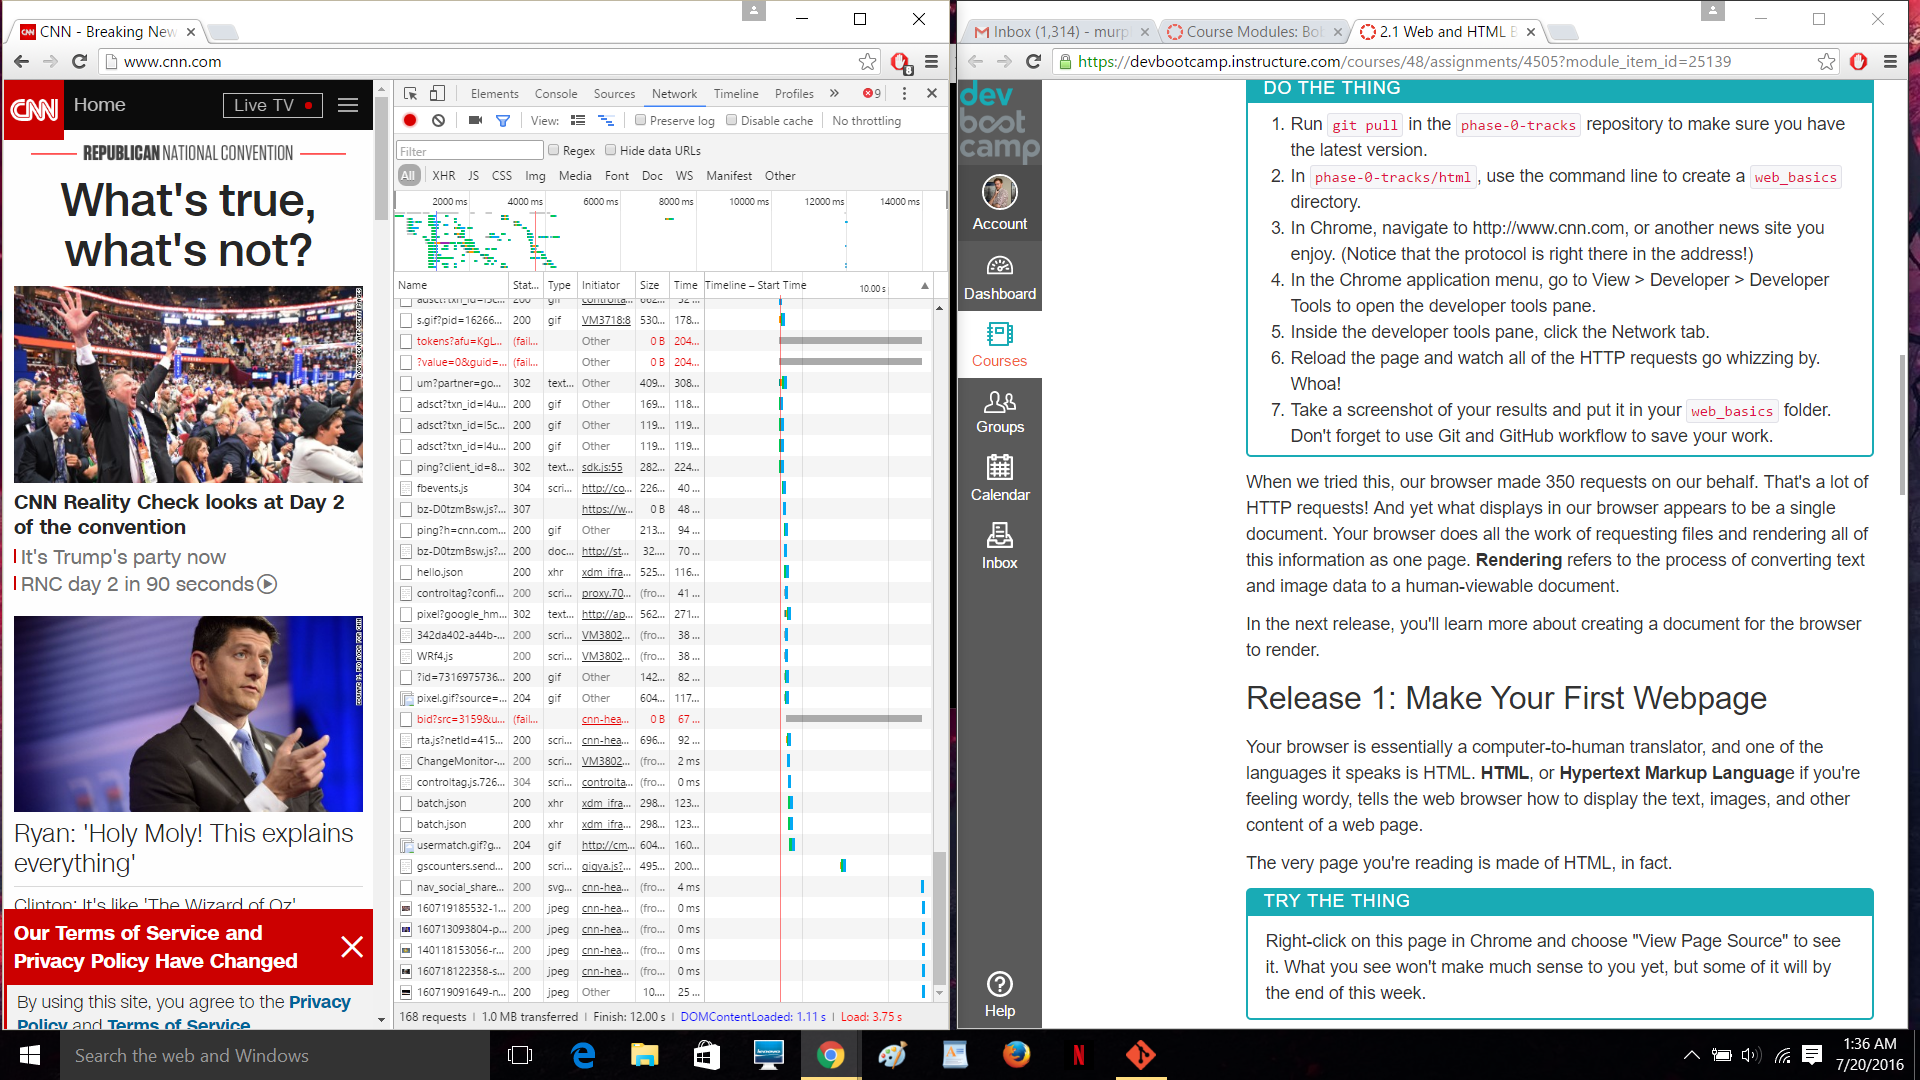 CNN - Breaking New
www.cnn.com
8
CNN
Home
Live TV
REPUBLICAN NATIONAL CONVENTION
What's true,
what's not?
CNN Reality Check looks at Day 2
of the convention
It's Trump's party now
RNC day 2 in 90 seconds
Ryan: 'Holy Moly! This explains
everything'
Clinton: It's like 'The Wizard of Oz'
Our Terms of Service and
Privacy Policy Have Changed
By using this site, you agree to the Privacy
Policy and Terms of Service
Elements Console Sources Network Timeline Profiles » 9
View: Preserve log Disable cache No throttling
Filter Regex Hide data URLs
All XHR JS CSS Img Media Font Doc WS Manifest Other
2000 ms 4000 ms 6000 ms 8000 ms 10000 ms 12000 ms 14000 ms
Name Stat... Type Initiator Size Time Timeline – Start Time 10.00 s
adsct?txn_id=l5c... 200 gif controlta... 662... 52 ...
s.gif?pid=16266... 200 gif VM3718:8 530... 178...
tokens?afu=KgL... (fail... Other 0 B 204...
?value=0&guid=... (fail... Other 0 B 204...
um?partner=go... 302 text... Other 409... 308...
adsct?txn_id=l4u... 200 gif Other 169... 118...
adsct?txn_id=l5c... 200 gif Other 119... 119...
adsct?txn_id=l4u... 200 gif Other 119... 119...
ping?client_id=8... 302 text... sdk.js:55 282... 224...
fbevents.js 304 scri... http://co... 226... 40 ...
bz-D0tzmBsw.js?... 307 https://w... 0 B 48 ...
ping?h=cnn.com... 200 gif Other 213... 94 ...
bz-D0tzmBsw.js?... 200 doc... http://st... 32.... 70 ...
hello.json 200 xhr xdm_ifra... 525... 116...
controltag?confi... 200 scri... proxy.70... (fro... 41 ...
pixel?google_hm... 302 text... http://ap... 562... 271...
342da402-a44b-... 200 scri... VM3802... (fro... 38 ...
WRf4.js 200 scri... VM3802... (fro... 38 ...
?id=7316975736... 200 gif Other 142... 82 ...
pixel.gif?source=... 204 gif Other 604... 117...
bid?src=3159&u... (fail... cnn-hea... 0 B 67 ...
rta.js?netId=415... 200 scri... cnn-hea... 696... 92 ...
ChangeMonitor-... 200 scri... VM3802... (fro... 2 ms
controltag.js.726... 304 scri... controlta... (fro... 0 ms
batch.json 200 xhr xdm_ifra... 298... 123...
batch.json 200 xhr xdm_ifra... 298... 123...
usermatch.gif?g... 204 gif http://cm... 604... 160...
gscounters.send... 200 scri... gigya.js?... 495... 200...
nav_social_share... 200 svg... cnn-hea... (fro... 4 ms
160719185532-1... 200 jpeg cnn-hea... (fro... 0 ms
160713093804-p... 200 jpeg cnn-hea... (fro... 0 ms
140118153056-r... 200 jpeg cnn-hea... (fro... 0 ms
160718122358-s... 200 jpeg cnn-hea... (fro... 0 ms
160719091649-n... 200 jpeg Other 10.... 25 ...
168 requests | 1.0 MB transferred | Finish: 12.00 s | DOMContentLoaded: 1.11 s | Load: 3.75 s
Inbox (1,314) - murp
Course Modules: Bob
2.1 Web and HTML B
https://devbootcamp.instructure.com/courses/48/assignments/4505?module_item_id=25139
dev
boot
camp
Account
Dashboard
Courses
Groups
Calendar
Inbox
Help
DO THE THING
1. Run git pull in the phase-0-tracks repository to make sure you have
the latest version.
2. In phase-0-tracks/html, use the command line to create a web_basics
directory.
3. In Chrome, navigate to http://www.cnn.com, or another news site you
enjoy. (Notice that the protocol is right there in the address!)
4. In the Chrome application menu, go to View > Developer > Developer
Tools to open the developer tools pane.
5. Inside the developer tools pane, click the Network tab.
6. Reload the page and watch all of the HTTP requests go whizzing by.
Whoa!
7. Take a screenshot of your results and put it in your web_basics folder.
Don't forget to use Git and GitHub workflow to save your work.
When we tried this, our browser made 350 requests on our behalf. That's a lot of
HTTP requests! And yet what displays in our browser appears to be a single
document. Your browser does all the work of requesting files and rendering all of
this information as one page. Rendering refers to the process of converting text
and image data to a human-viewable document.
In the next release, you'll learn more about creating a document for the browser
to render.
Release 1: Make Your First Webpage
Your browser is essentially a computer-to-human translator, and one of the
languages it speaks is HTML. HTML, or Hypertext Markup Language if you're
feeling wordy, tells the web browser how to display the text, images, and other
content of a web page.
The very page you're reading is made of HTML, in fact.
TRY THE THING
Right-click on this page in Chrome and choose "View Page Source" to see
it. What you see won't make much sense to you yet, but some of it will by
the end of this week.
Search the web and Windows
1:36 AM
7/20/2016